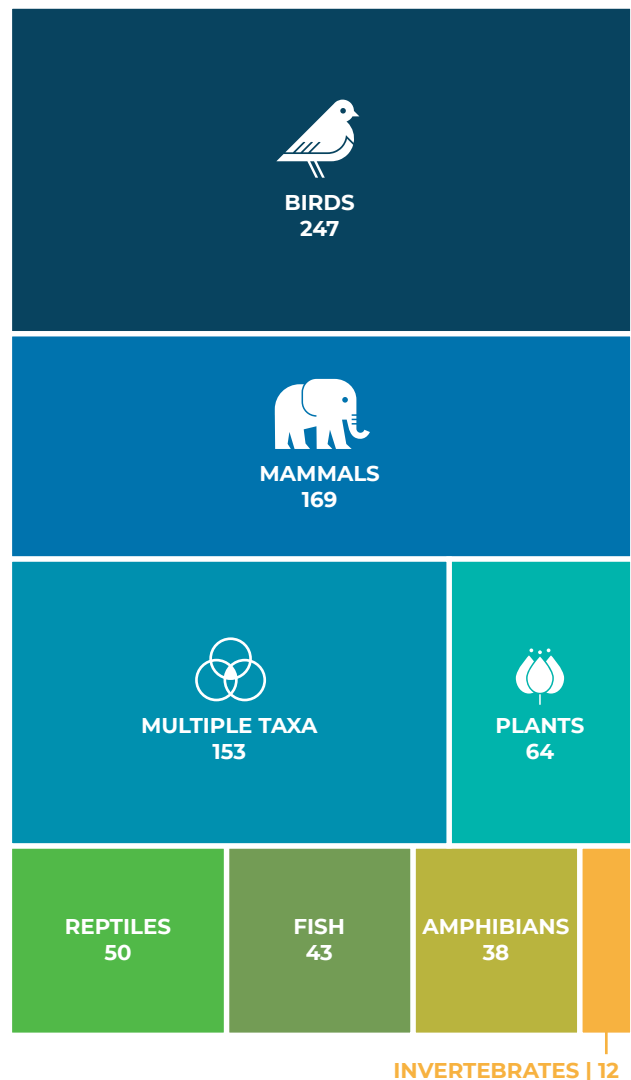 BIRDS
247
MAMMALS
169
MULTIPLE TAXA
153
PLANTS
64
REPTILES
50
FISH
43
AMPHIBIANS
38
INVERTEBRATES | 12